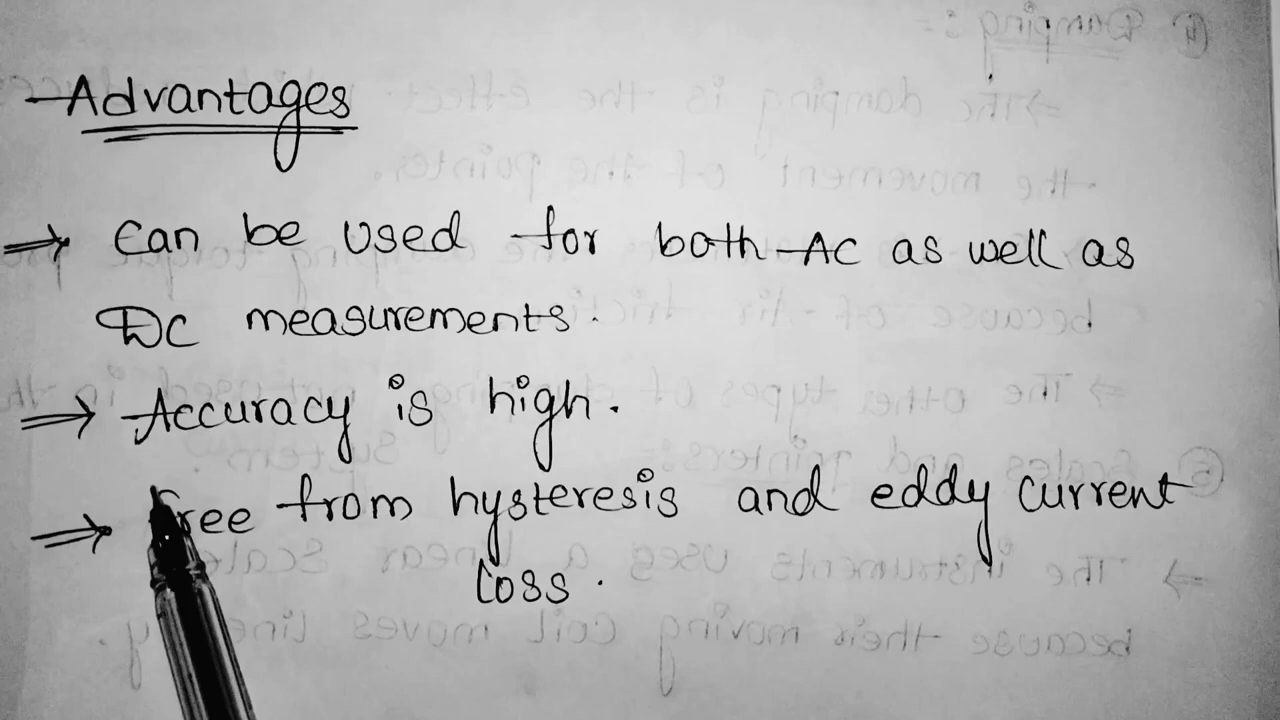 Advantages
⇒ Can be used for both AC as well as
DC measurements.
⇒ Accuracy is high.
⇒ free from hysteresis and eddy current
loss.